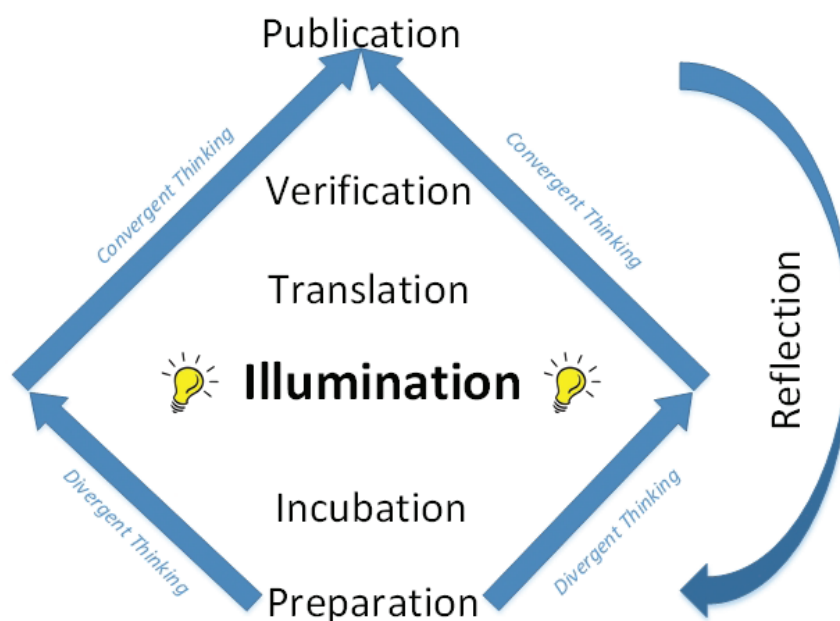 Publication
Convergent Thinking
Convergent Thinking
Verification
Translation
Illumination
Reflection
Incubation
Divergent Thinking
Divergent Thinking
Preparation